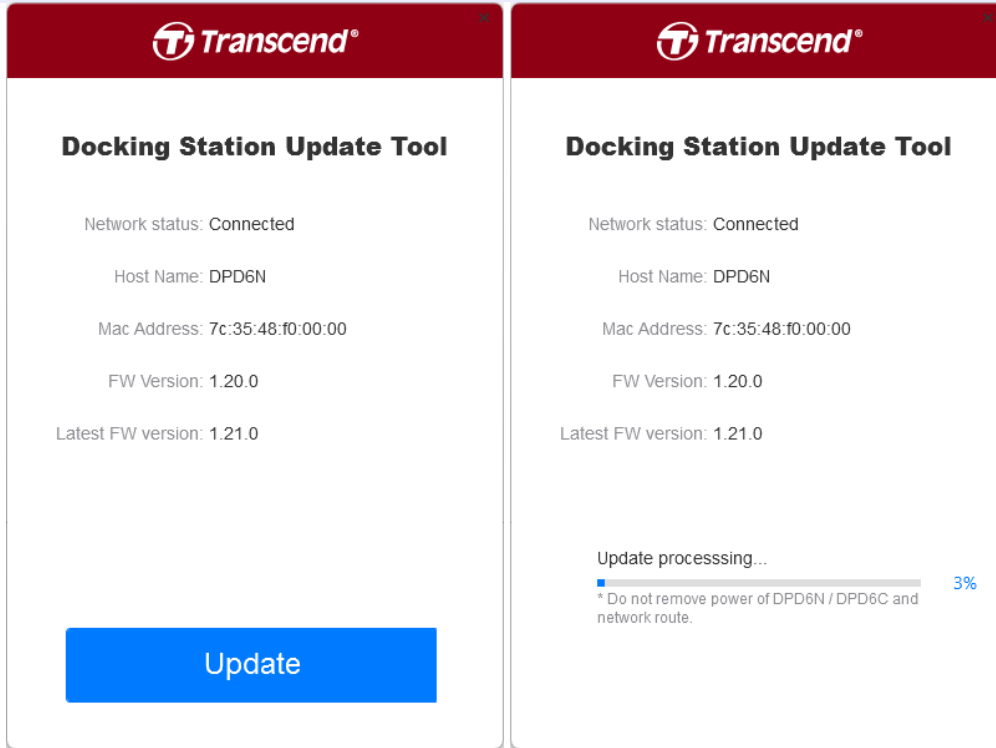 Transcend®
Docking Station Update Tool
Network status: Connected
Host Name: DPD6N
Mac Address: 7c:35:48:f0:00:00
FW Version: 1.20.0
Latest FW version: 1.21.0
Update
Transcend®
Docking Station Update Tool
Network status: Connected
Host Name: DPD6N
Mac Address: 7c:35:48:f0:00:00
FW Version: 1.20.0
Latest FW version: 1.21.0
Update processsing...
3%
* Do not remove power of DPD6N / DPD6C and
network route.